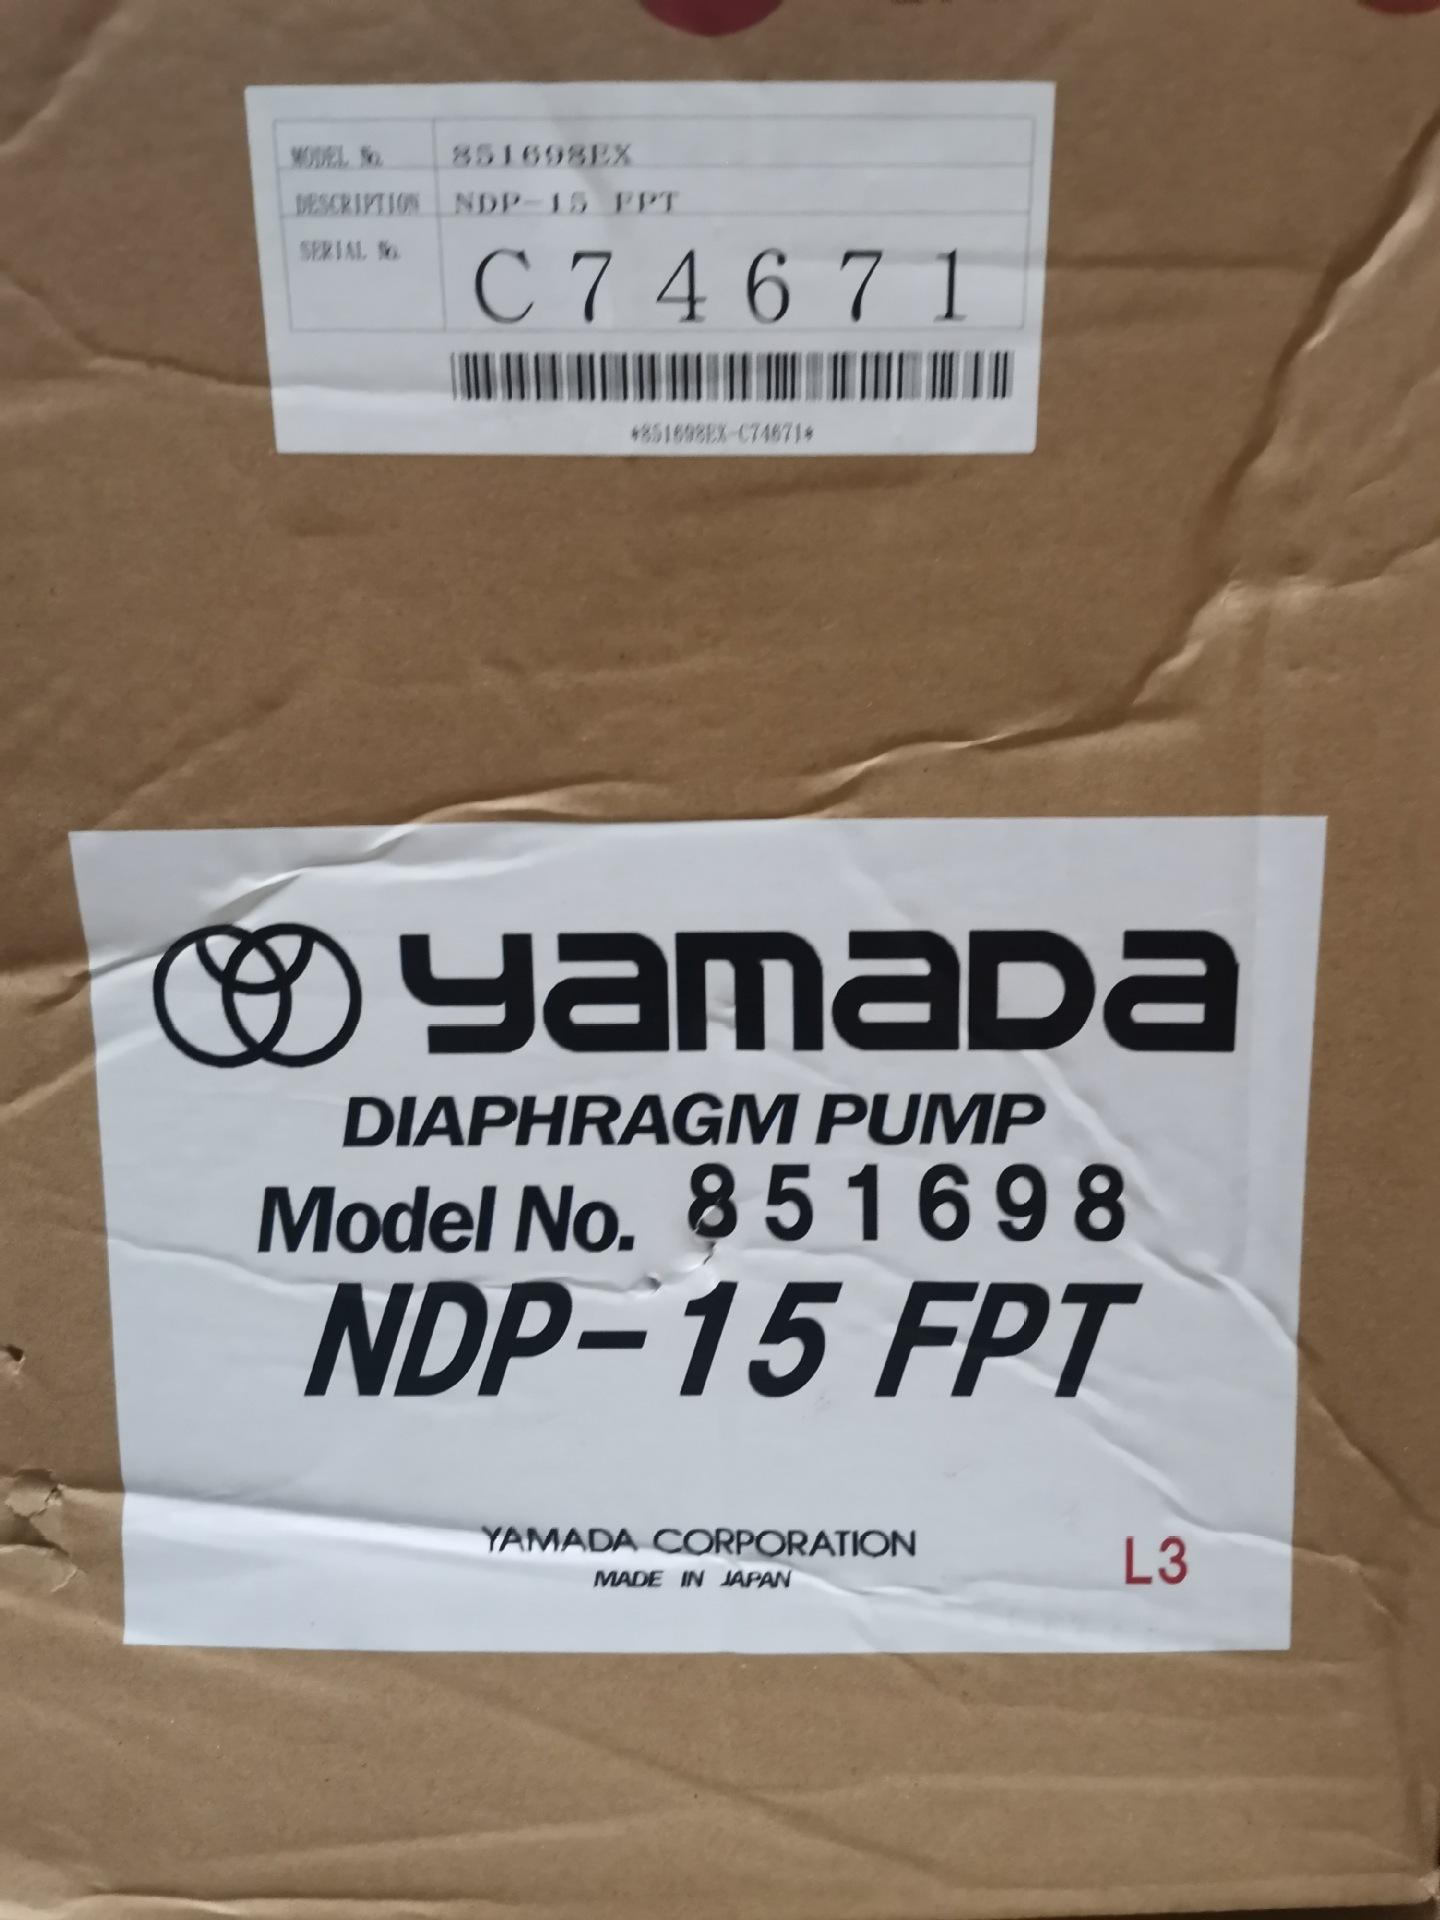 MODEL No. 851698EX
DESCRIPTION NDP-15 FPT
SERIAL No. C74671
*851698EX-C74671*
yamada
DIAPHRAGM PUMP
Model No. 851698
NDP-15 FPT
YAMADA CORPORATION
MADE IN JAPAN
L3